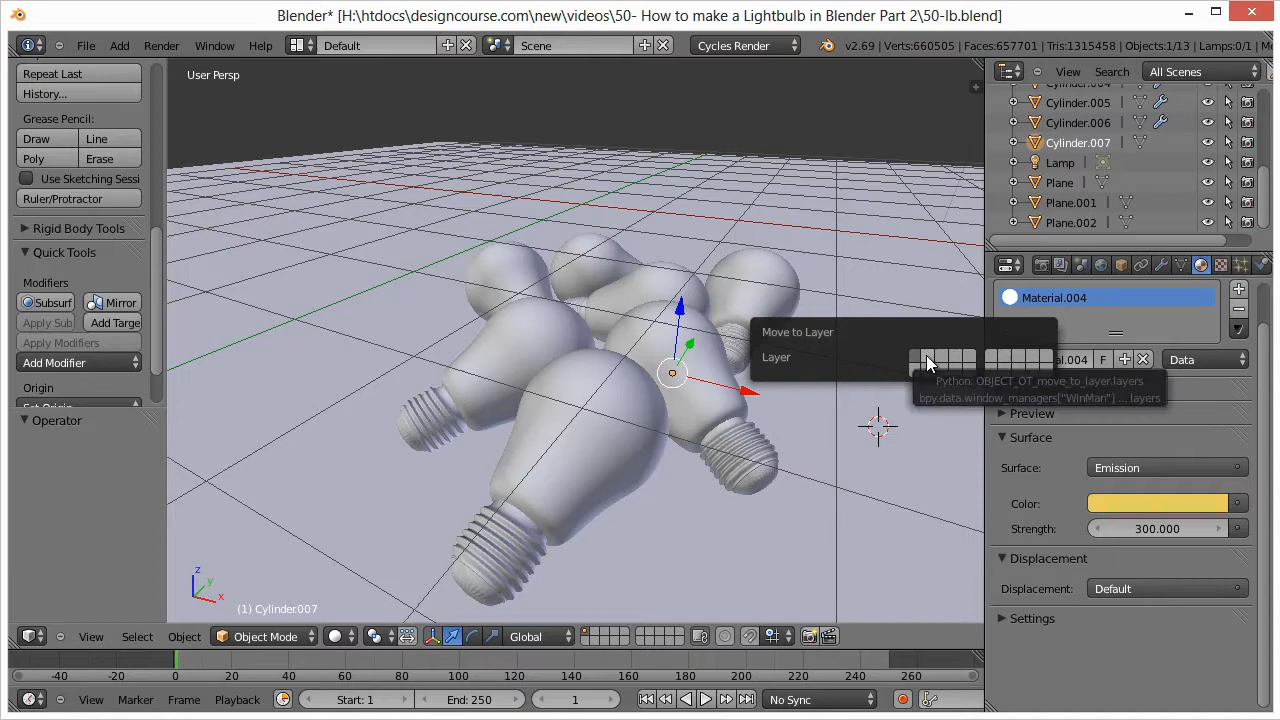 Blender* [H:\htdocs\designcourse.com\new\videos\50- How to make a Lightbulb in Blender Part 2\50-lb.blend]
File Add Render Window Help Default Scene Cycles Render v2.69 | Verts:660505 | Faces:657701 | Tris:1315458 | Objects:1/13 | Lamps:0/1 |
Repeat Last
History...
Grease Pencil:
Draw Line
Poly Erase
Use Sketching Sessi
Ruler/Protractor
Rigid Body Tools
Quick Tools
Modifiers
Subsurf Mirror
Apply Sub Add Targe
Apply Modifiers
Add Modifier
Origin
Operator
User Persp
Move to Layer
Layer
Python: OBJECT_OT_move_to_layer.layers
bpy.data.window_managers["WinMan"] ... layers
z
y
x
(1) Cylinder.007
View Search All Scenes
Cylinder.004
Cylinder.005
Cylinder.006
Cylinder.007
Lamp
Plane
Plane.001
Plane.002
Material.004
al.004 F Data
Preview
Surface
Surface: Emission
Color:
Strength: 300.000
Displacement
Displacement: Default
Settings
View Select Object Object Mode Global
-40 -20 0 20 40 60 80 100 120 140 160 180 200 220 240 260
View Marker Frame Playback Start: 1 End: 250 1 No Sync